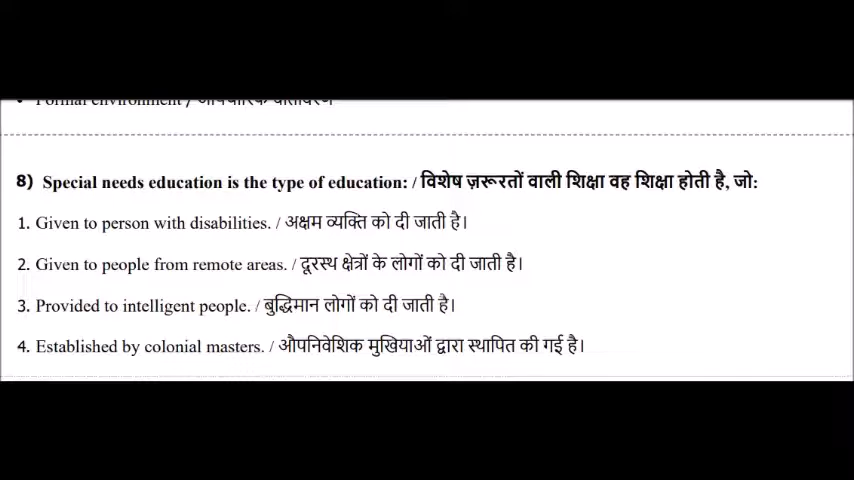 8) Special needs education is the type of education: / विशेष ज़रूरतों वाली शिक्षा वह शिक्षा होती है, जो:
1. Given to person with disabilities. / अक्षम व्यक्ति को दी जाती है।
2. Given to people from remote areas. / दूरस्थ क्षेत्रों के लोगों को दी जाती है।
3. Provided to intelligent people. / बुद्धिमान लोगों को दी जाती है।
4. Established by colonial masters. / औपनिवेशिक मुखियाओं द्वारा स्थापित की गई है।